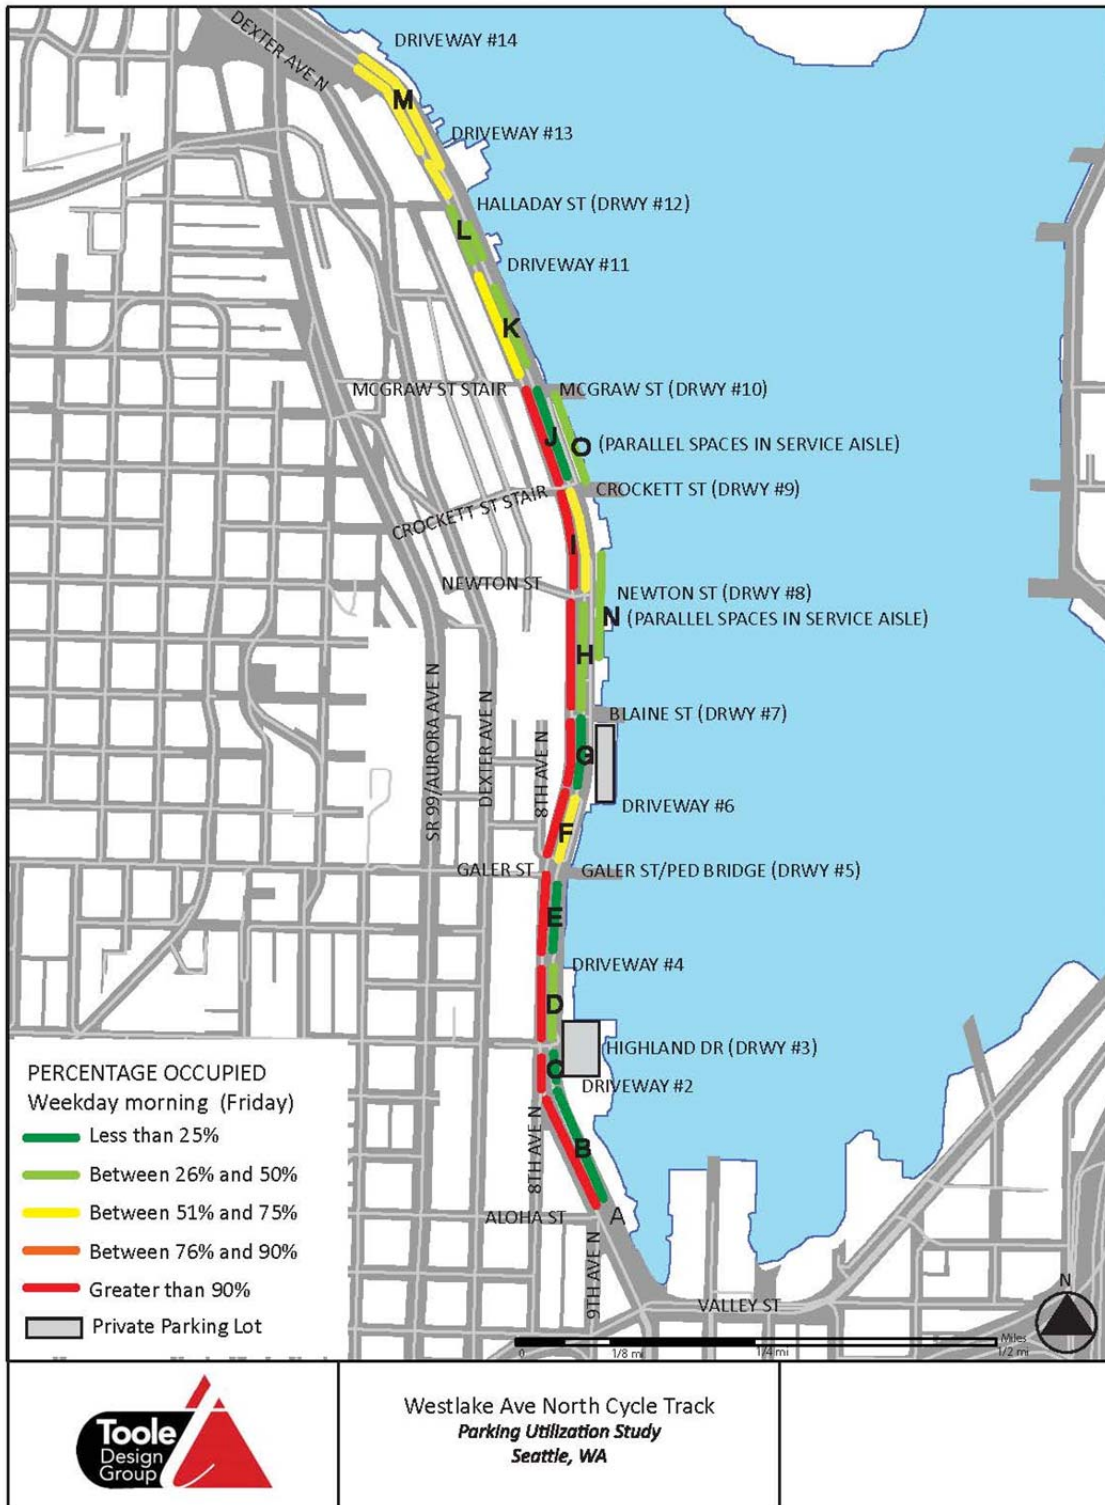 DEXTER AVE N
DRIVEWAY #14
M
DRIVEWAY #13
HALLADAY ST (DRWY #12)
L
DRIVEWAY #11
K
MCGRAW ST STAIR
MCGRAW ST (DRWY #10)
J
O (PARALLEL SPACES IN SERVICE AISLE)
CROCKETT ST STAIR
CROCKETT ST (DRWY #9)
I
NEWTON ST
NEWTON ST (DRWY #8)
N (PARALLEL SPACES IN SERVICE AISLE)
H
SR 99/AURORA AVE N
DEXTER AVE N
8TH AVE N
BLAINE ST (DRWY #7)
G
DRIVEWAY #6
F
GALER ST
GALER ST/PED BRIDGE (DRWY #5)
E
DRIVEWAY #4
D
HIGHLAND DR (DRWY #3)
C
DRIVEWAY #2
8TH AVE N
B
ALOHA ST
A
9TH AVE N
VALLEY ST
PERCENTAGE OCCUPIED
Weekday morning (Friday)
Less than 25%
Between 26% and 50%
Between 51% and 75%
Between 76% and 90%
Greater than 90%
Private Parking Lot
N
Miles
0 1/8 mi 1/4 mi 1/2 mi
Toole
Design
Group
Westlake Ave North Cycle Track
Parking Utilization Study
Seattle, WA